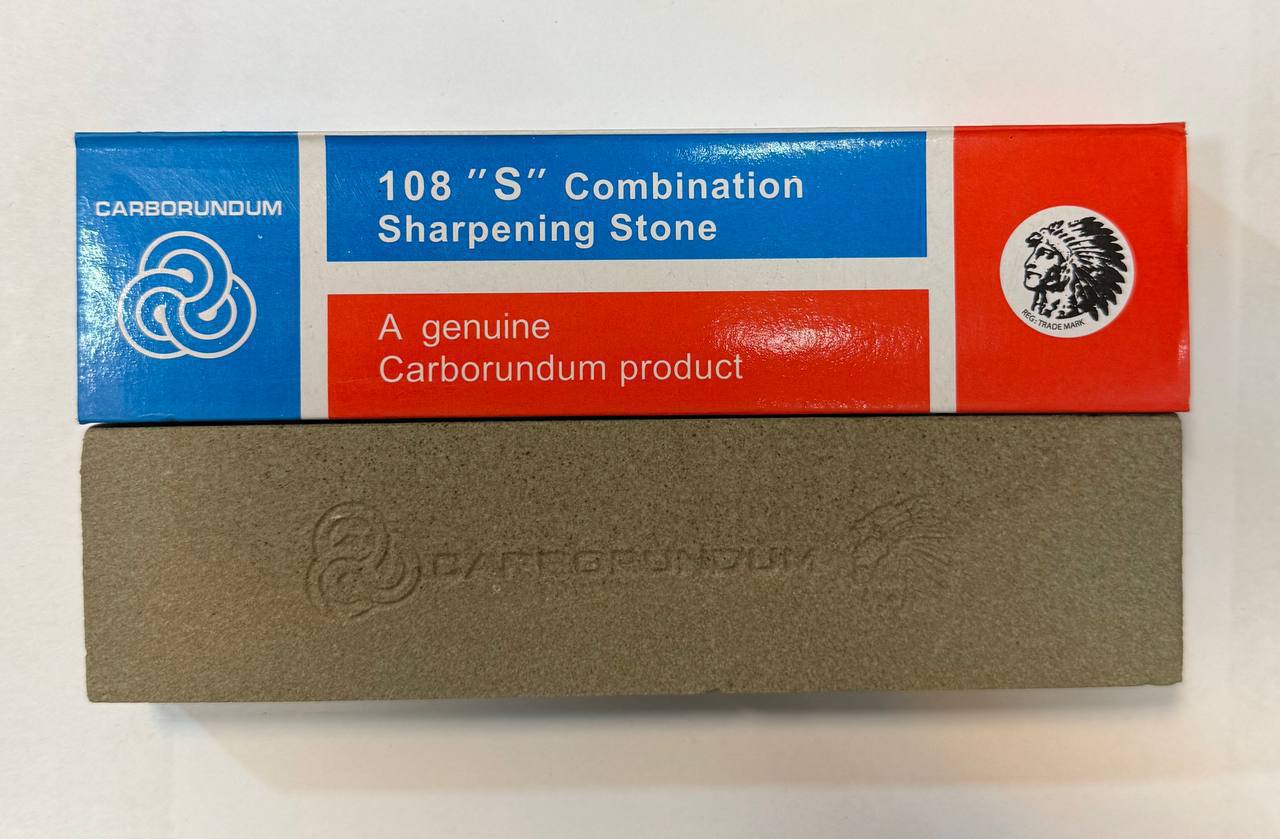 CARBORUNDUM
108 "S" Combination
Sharpening Stone
A genuine
Carborundum product
REG: TRADE MARK
CARBORUNDUM